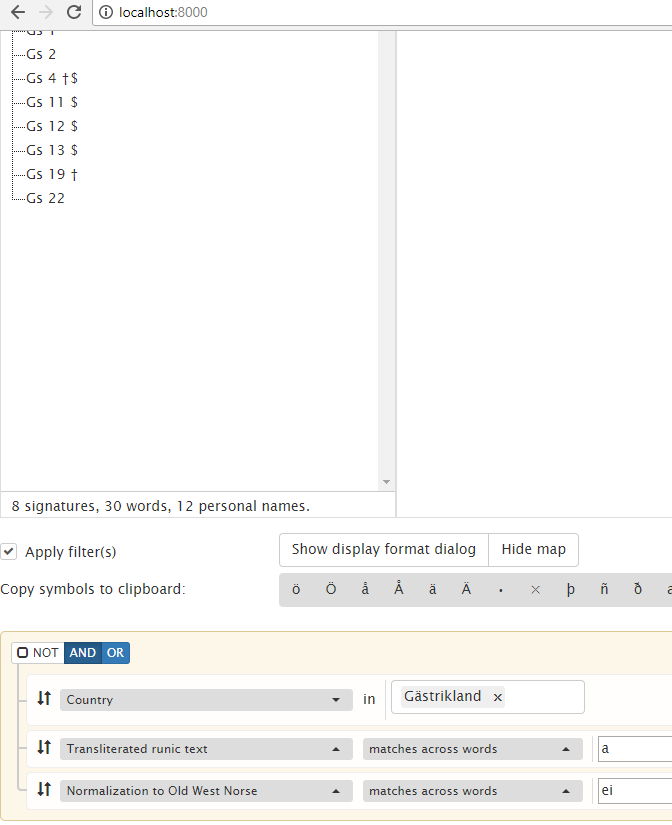 localhost:8000
Gs 1
Gs 2
Gs 4 †$
Gs 11 $
Gs 12 $
Gs 13 $
Gs 19 †
Gs 22
8 signatures, 30 words, 12 personal names.
Apply filter(s) Show display format dialog Hide map
Copy symbols to clipboard: ö Ö å Å ä Ä · × þ ñ ð
NOT AND OR
Country in Gästrikland ×
Transliterated runic text matches across words a
Normalization to Old West Norse matches across words ei